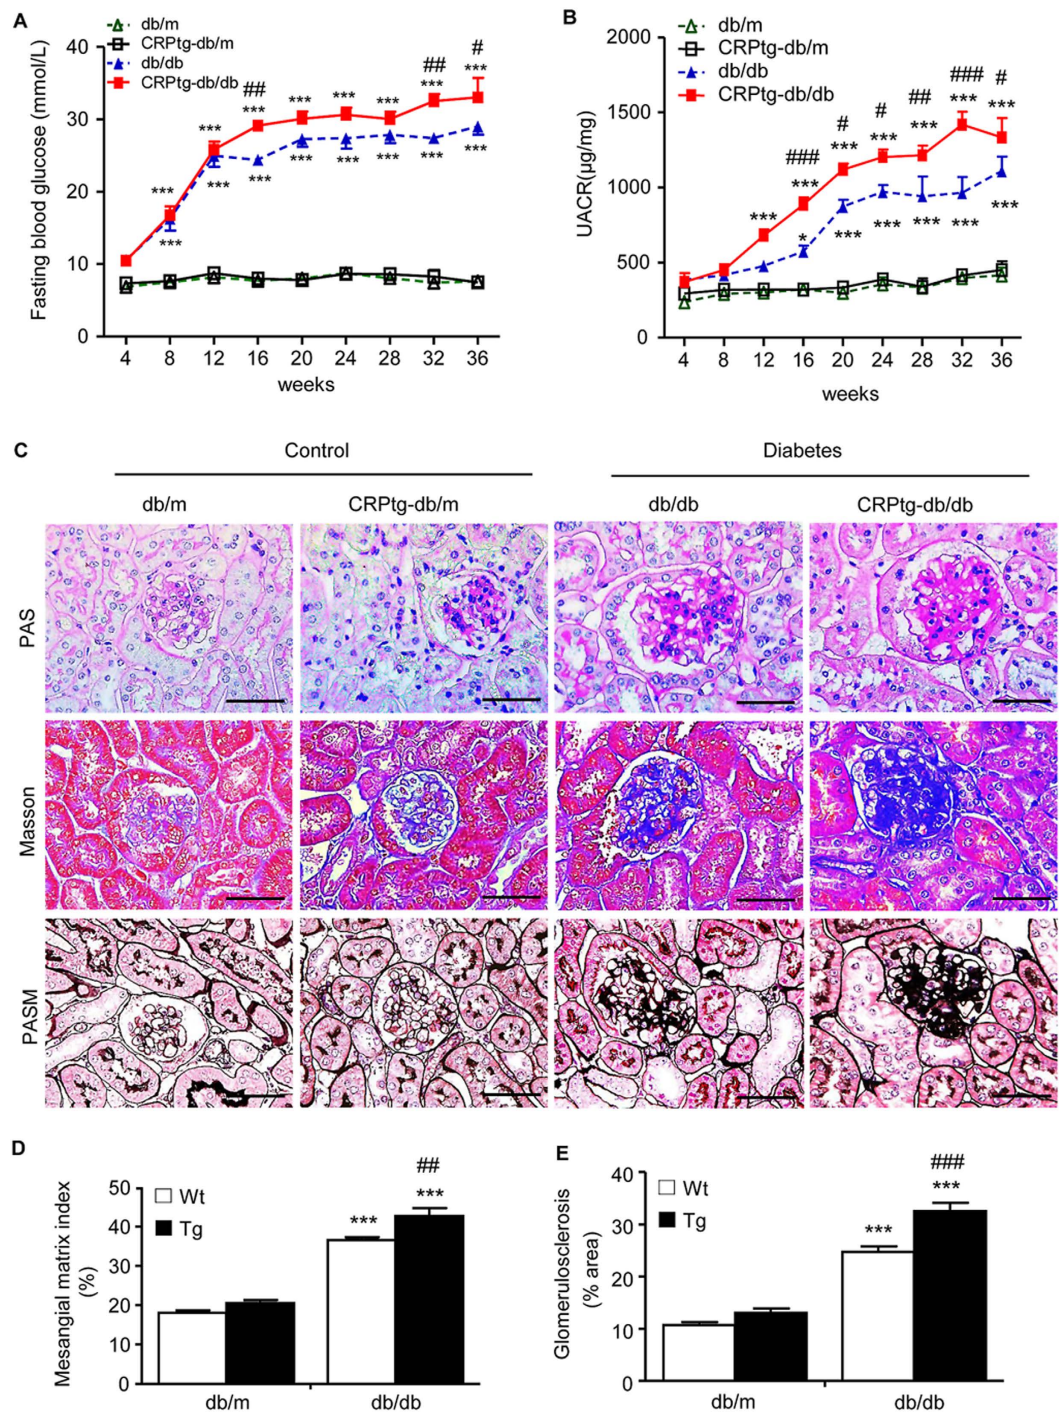 A
db/m
CRPtg-db/m
db/db
CRPtg-db/db
Fasting blood glucose (mmol/L)
40
30
20
10
0
***
***
***
***
##
***
***
***
***
***
***
***
***
##
***
***
#
***
***
4 8 12 16 20 24 28 32 36
weeks
B
db/m
CRPtg-db/m
db/db
CRPtg-db/db
UACR(µg/mg)
2000
1500
1000
500
0
***
###
***
*
#
***
***
#
***
***
##
***
***
###
***
***
#
***
***
4 8 12 16 20 24 28 32 36
weeks
C
Control
Diabetes
db/m
CRPtg-db/m
db/db
CRPtg-db/db
PAS
Masson
PASM
D
Mesangial matrix index
(%)
50
40
30
20
10
0
Wt
Tg
***
##
***
db/m
db/db
E
Glomerulosclerosis
(% area)
40
30
20
10
0
Wt
Tg
***
###
***
db/m
db/db